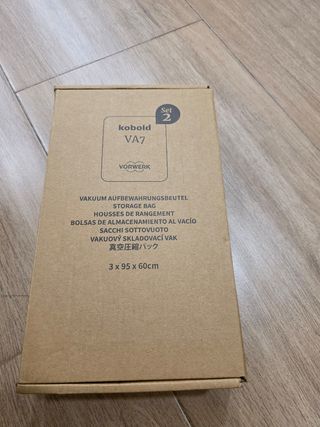 Set
2
kobold
VA7
VORWERK
VAKUUM AUFBEWAHRUNGSBEUTEL
STORAGE BAG
HOUSSES DE RANGEMENT
BOLSAS DE ALMACENAMIENTO AL VACÍO
SACCHI SOTTOVUOTO
VAKUOVÝ SKLADOVACÍ VAK
真空圧縮パック
3 x 95 x 60cm